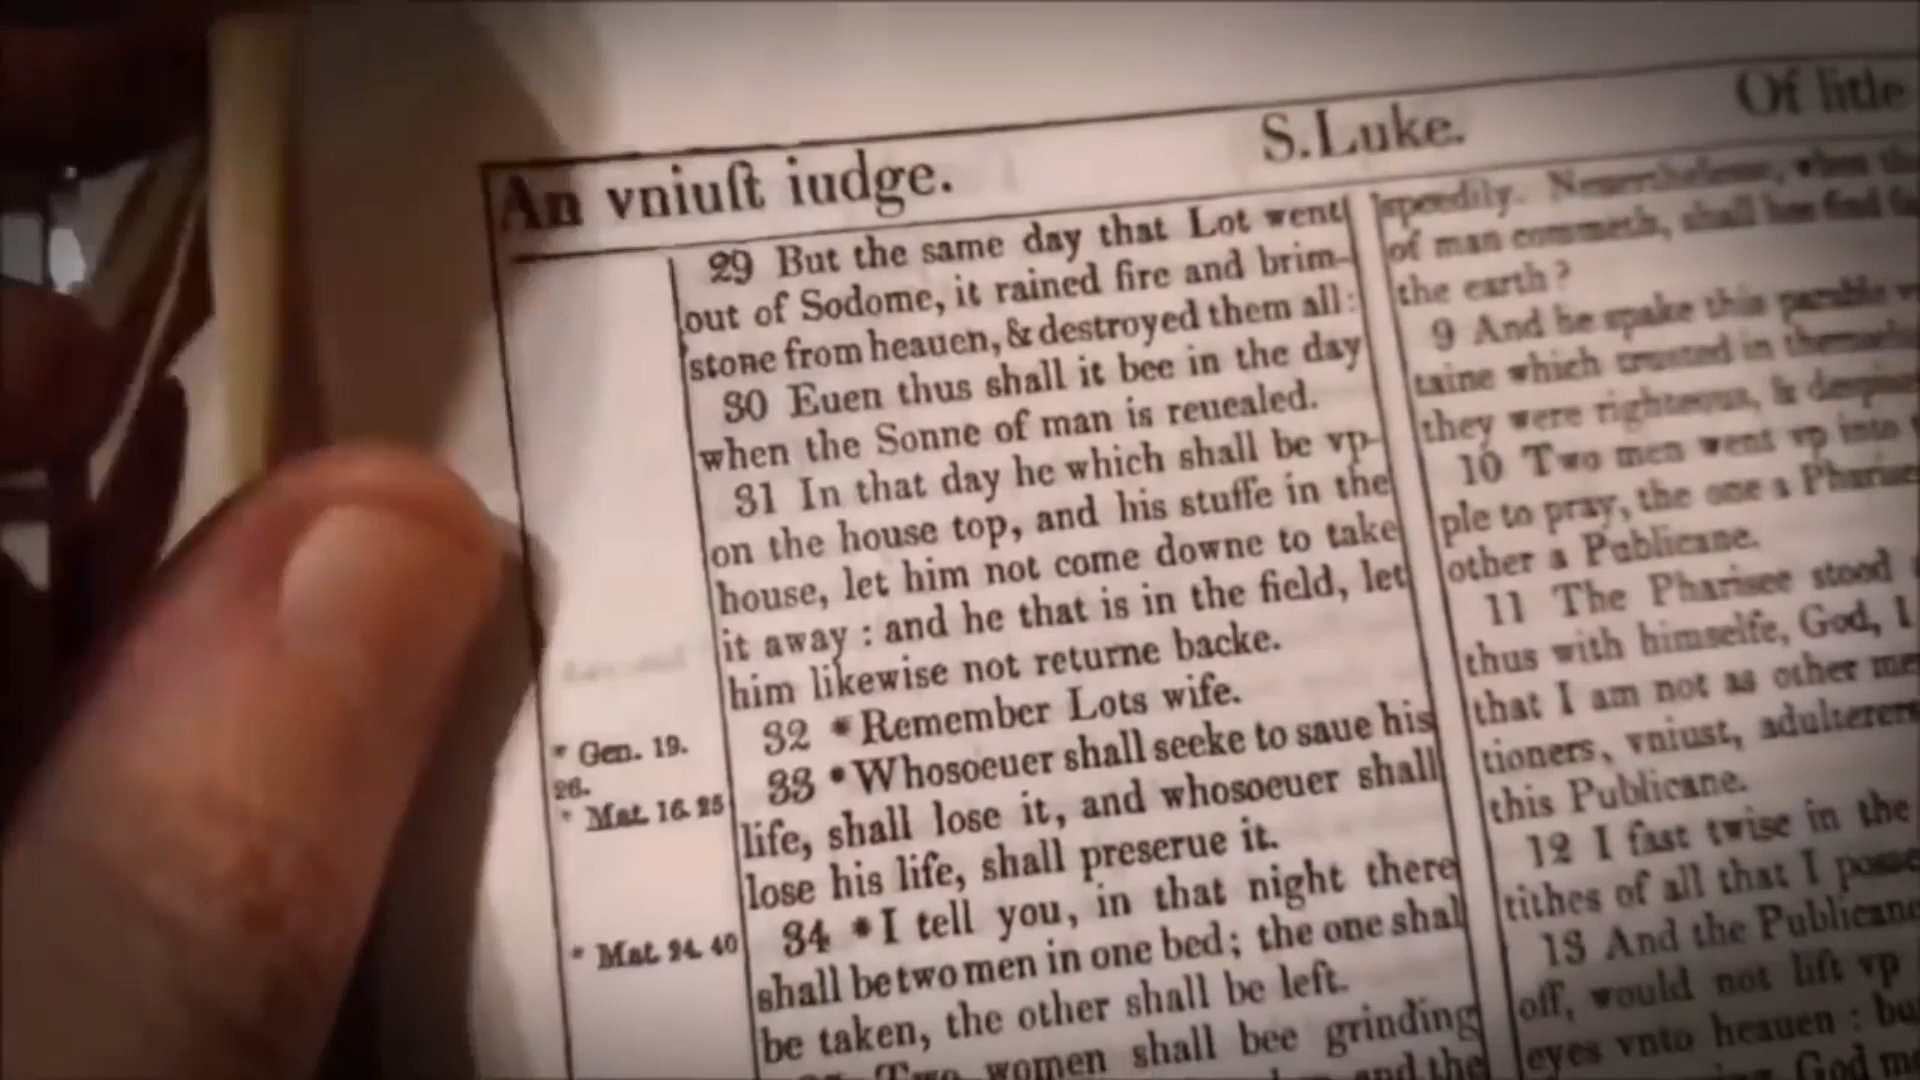 An vniuſt iudge.
S.Luke.
Of litle
29 But the same day that Lot went
out of Sodome, it rained fire and brim-
stone from heauen, & destroyed them all:
30 Euen thus shall it bee in the day
when the Sonne of man is reuealed.
31 In that day he which shall be vp-
on the house top, and his stuffe in the
house, let him not come downe to take
it away : and he that is in the field, let
him likewise not returne backe.
32 *Remember Lots wife.
33 *Whosoeuer shall seeke to saue his
life, shall lose it, and whosoeuer shall
lose his life, shall preserue it.
34 *I tell you, in that night there
shall be two men in one bed; the one shal
be taken, the other shall be left.
Two women shall bee grinding
and the
* Gen. 19.
26.
* Mat. 16. 25
* Mat. 24. 40
speedily. Neuerthelesse, when the
of man commeth, shall hee find
the earth?
9 And he spake this parable
taine which trusted in
they were righteous, &
10 Two men went vp into
ple to pray, the one a Pharisee
other a Publicane.
11 The Pharisee stood
thus with himselfe, God, I
that I am not as other
tioners, vniust, adulterers
this Publicane.
12 I fast twise in the
tithes of all that I
13 And the Publicane
off, would not lift vp
eyes vnto heauen :
God